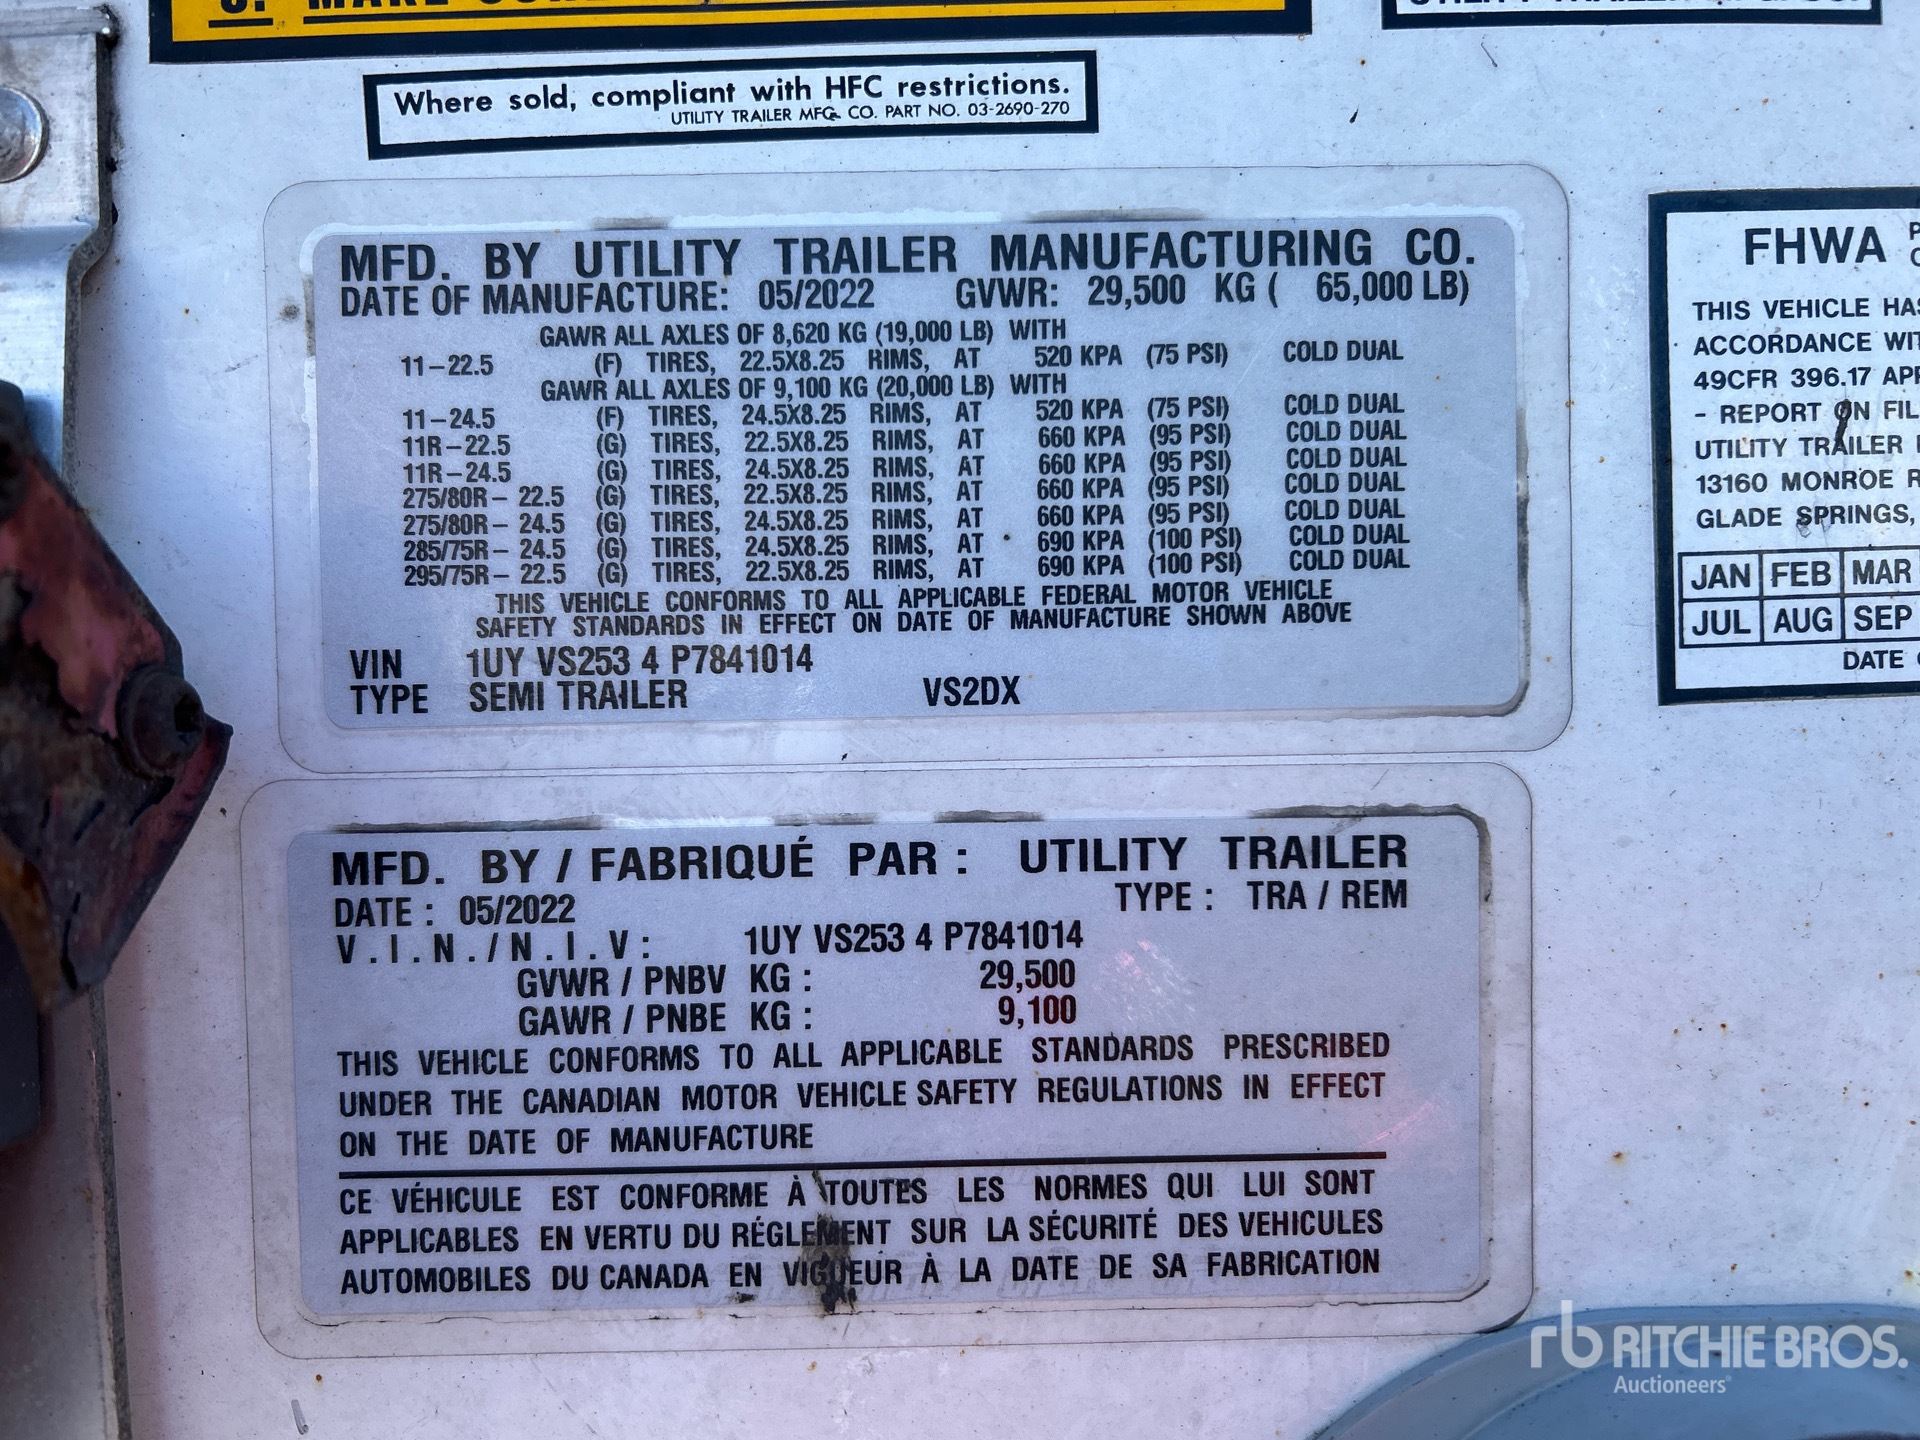 Where sold, compliant with HFC restrictions.
UTILITY TRAILER MFG. CO. PART NO. 03-2690-270
MFD. BY UTILITY TRAILER MANUFACTURING CO.
DATE OF MANUFACTURE: 05/2022 GVWR: 29,500 KG ( 65,000 LB)
GAWR ALL AXLES OF 8,620 KG (19,000 LB) WITH
11-22.5 (F) TIRES, 22.5X8.25 RIMS, AT 520 KPA (75 PSI) COLD DUAL
GAWR ALL AXLES OF 9,100 KG (20,000 LB) WITH
11-24.5 (F) TIRES, 24.5X8.25 RIMS, AT 520 KPA (75 PSI) COLD DUAL
11R-22.5 (G) TIRES, 22.5X8.25 RIMS, AT 660 KPA (95 PSI) COLD DUAL
11R-24.5 (G) TIRES, 24.5X8.25 RIMS, AT 660 KPA (95 PSI) COLD DUAL
275/80R- 22.5 (G) TIRES, 22.5X8.25 RIMS, AT 660 KPA (95 PSI) COLD DUAL
275/80R- 24.5 (G) TIRES, 24.5X8.25 RIMS, AT 660 KPA (95 PSI) COLD DUAL
285/75R- 24.5 (G) TIRES, 24.5X8.25 RIMS, AT 690 KPA (100 PSI) COLD DUAL
295/75R- 22.5 (G) TIRES, 22.5X8.25 RIMS, AT 690 KPA (100 PSI) COLD DUAL
THIS VEHICLE CONFORMS TO ALL APPLICABLE FEDERAL MOTOR VEHICLE
SAFETY STANDARDS IN EFFECT ON DATE OF MANUFACTURE SHOWN ABOVE
VIN 1UY VS253 4 P7841014
TYPE SEMI TRAILER VS2DX
FHWA
THIS VEHICLE HAS
ACCORDANCE
49CFR 396.17
- REPORT ON
UTILITY TRAILER
13160 MONROE
GLADE SPRINGS,
JAN FEB MAR
JUL AUG SEP
DATE
MFD. BY / FABRIQUÉ PAR : UTILITY TRAILER
DATE : 05/2022 TYPE : TRA / REM
V.I.N./N.I.V: 1UY VS253 4 P7841014
GVWR / PNBV KG : 29,500
GAWR / PNBE KG : 9,100
THIS VEHICLE CONFORMS TO ALL APPLICABLE STANDARDS PRESCRIBED
UNDER THE CANADIAN MOTOR VEHICLE SAFETY REGULATIONS IN EFFECT
ON THE DATE OF MANUFACTURE
CE VÉHICULE EST CONFORME À TOUTES LES NORMES QUI LUI SONT
APPLICABLES EN VERTU DU RÉGLEMENT SUR LA SÉCURITÉ DES VEHICULES
AUTOMOBILES DU CANADA EN VIGUEUR À LA DATE DE SA FABRICATION
rb RITCHIE BROS.
Auctioneers